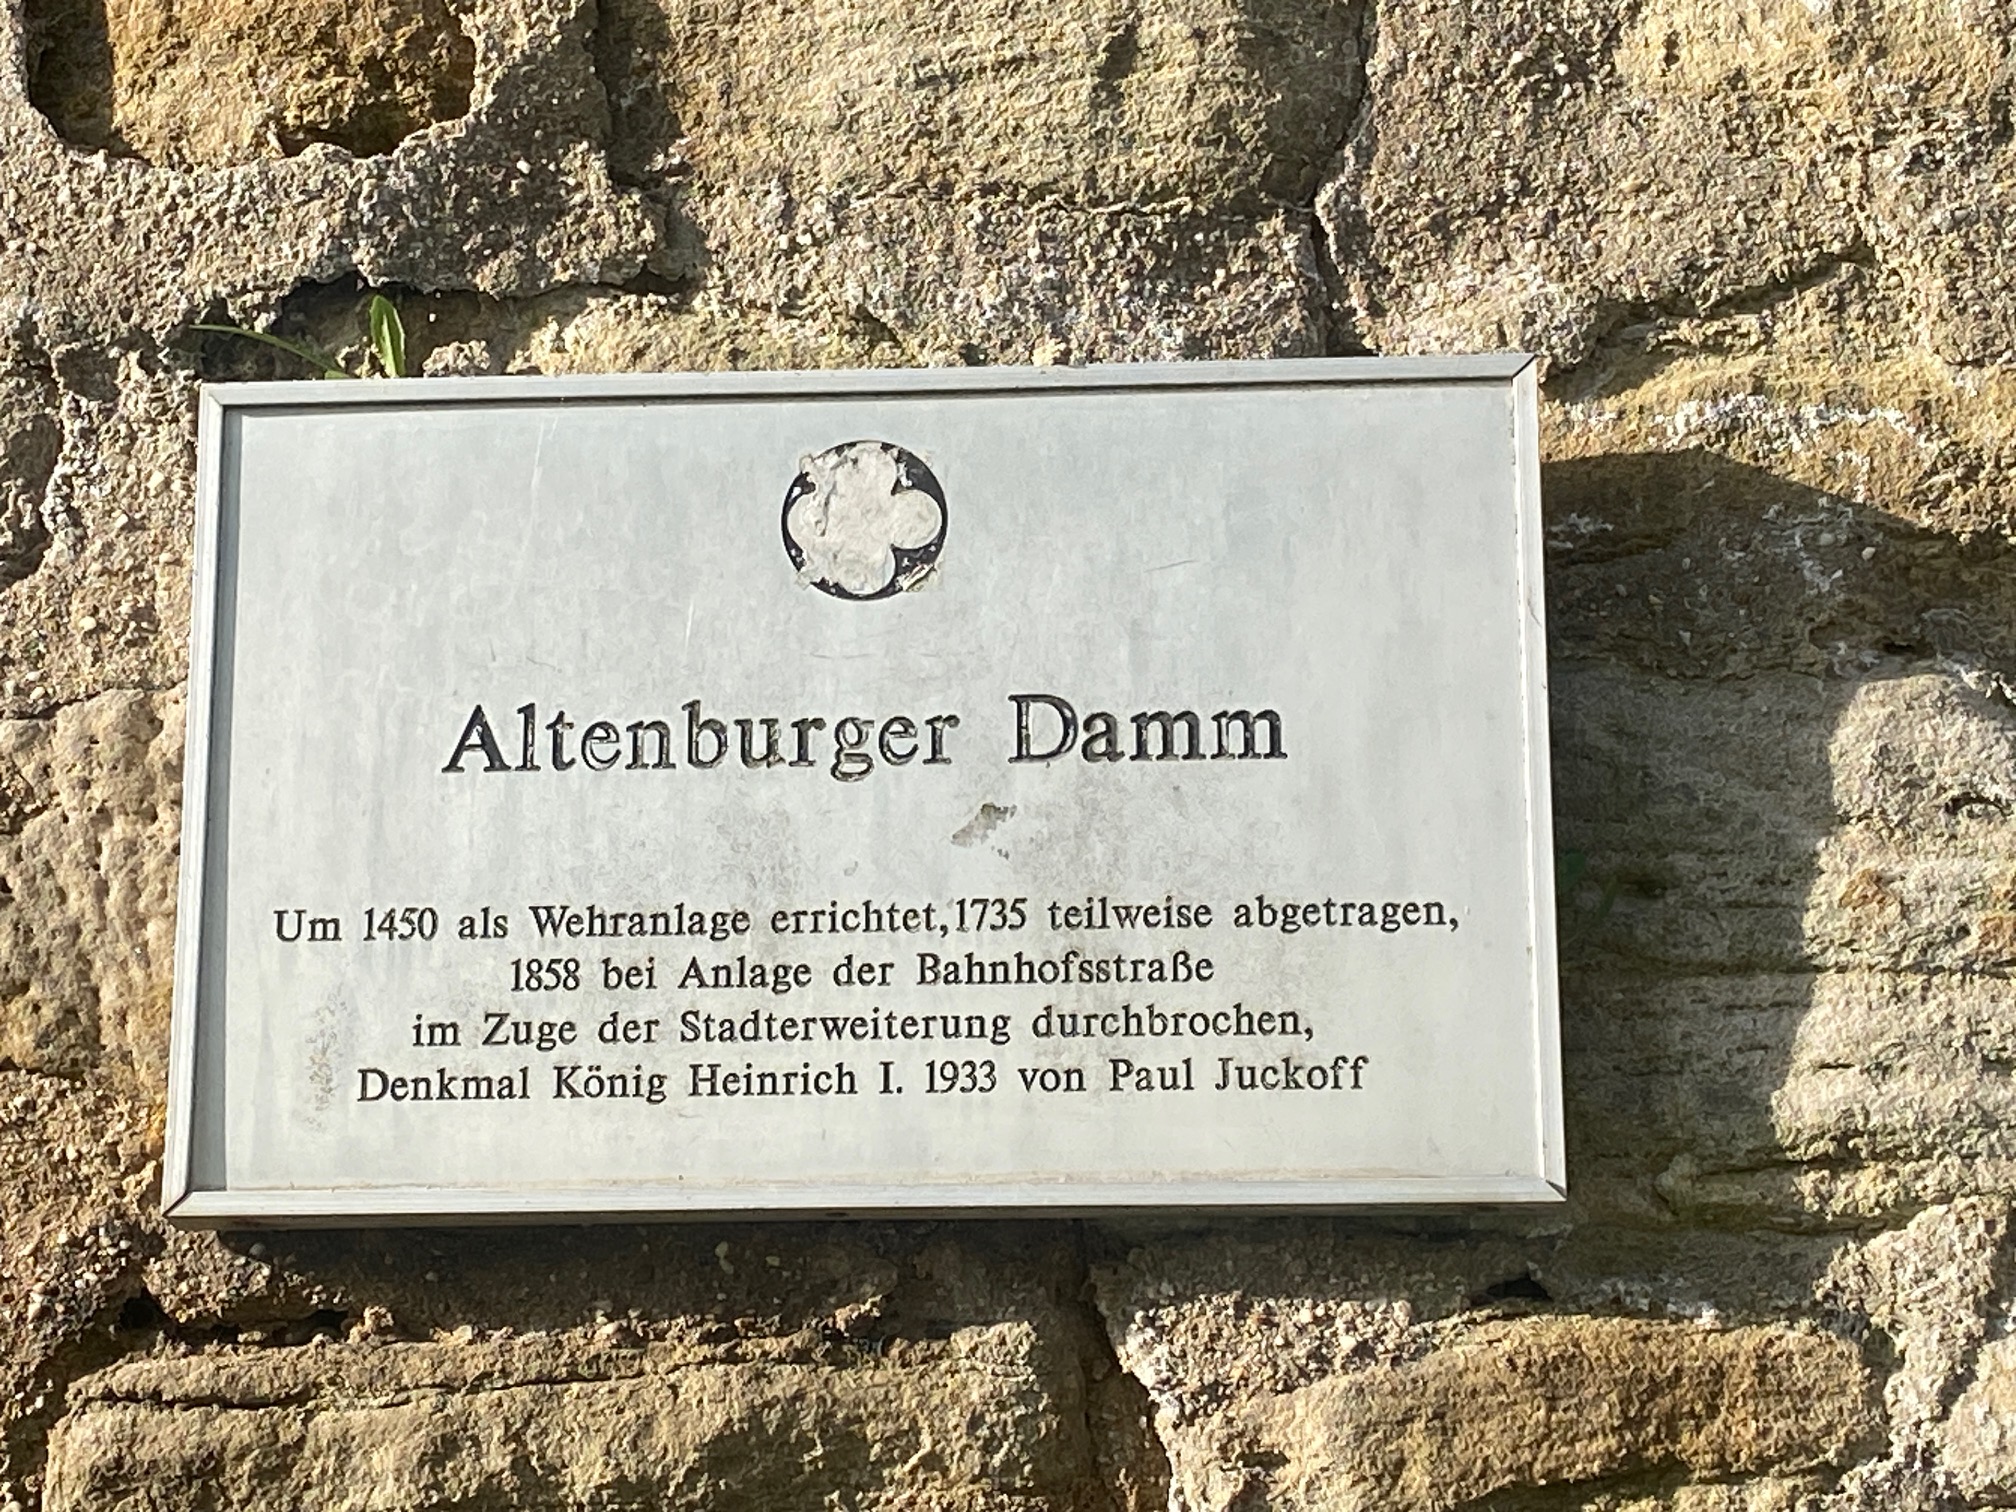 Altenburger Damm
Um 1450 als Wehranlage errichtet,1735 teilweise abgetragen,
1858 bei Anlage der Bahnhofsstraße
im Zuge der Stadterweiterung durchbrochen,
Denkmal König Heinrich I. 1933 von Paul Juckoff